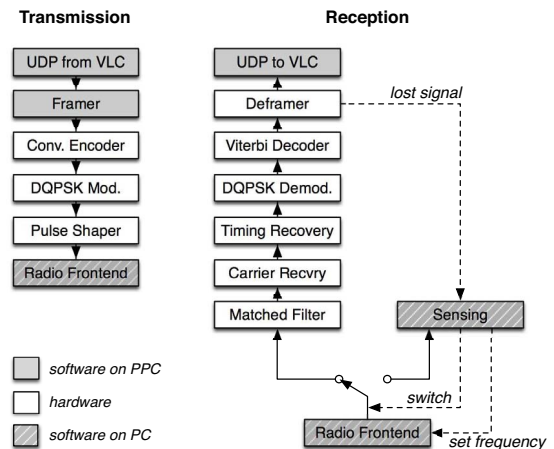 Transmission
UDP from VLC
Framer
Conv. Encoder
DQPSK Mod.
Pulse Shaper
Radio Frontend
software on PPC
hardware
software on PC
Reception
UDP to VLC
Deframer
lost signal
Viterbi Decoder
DQPSK Demod.
Timing Recovery
Carrier Recvry
Matched Filter
Sensing
switch
Radio Frontend
set frequency